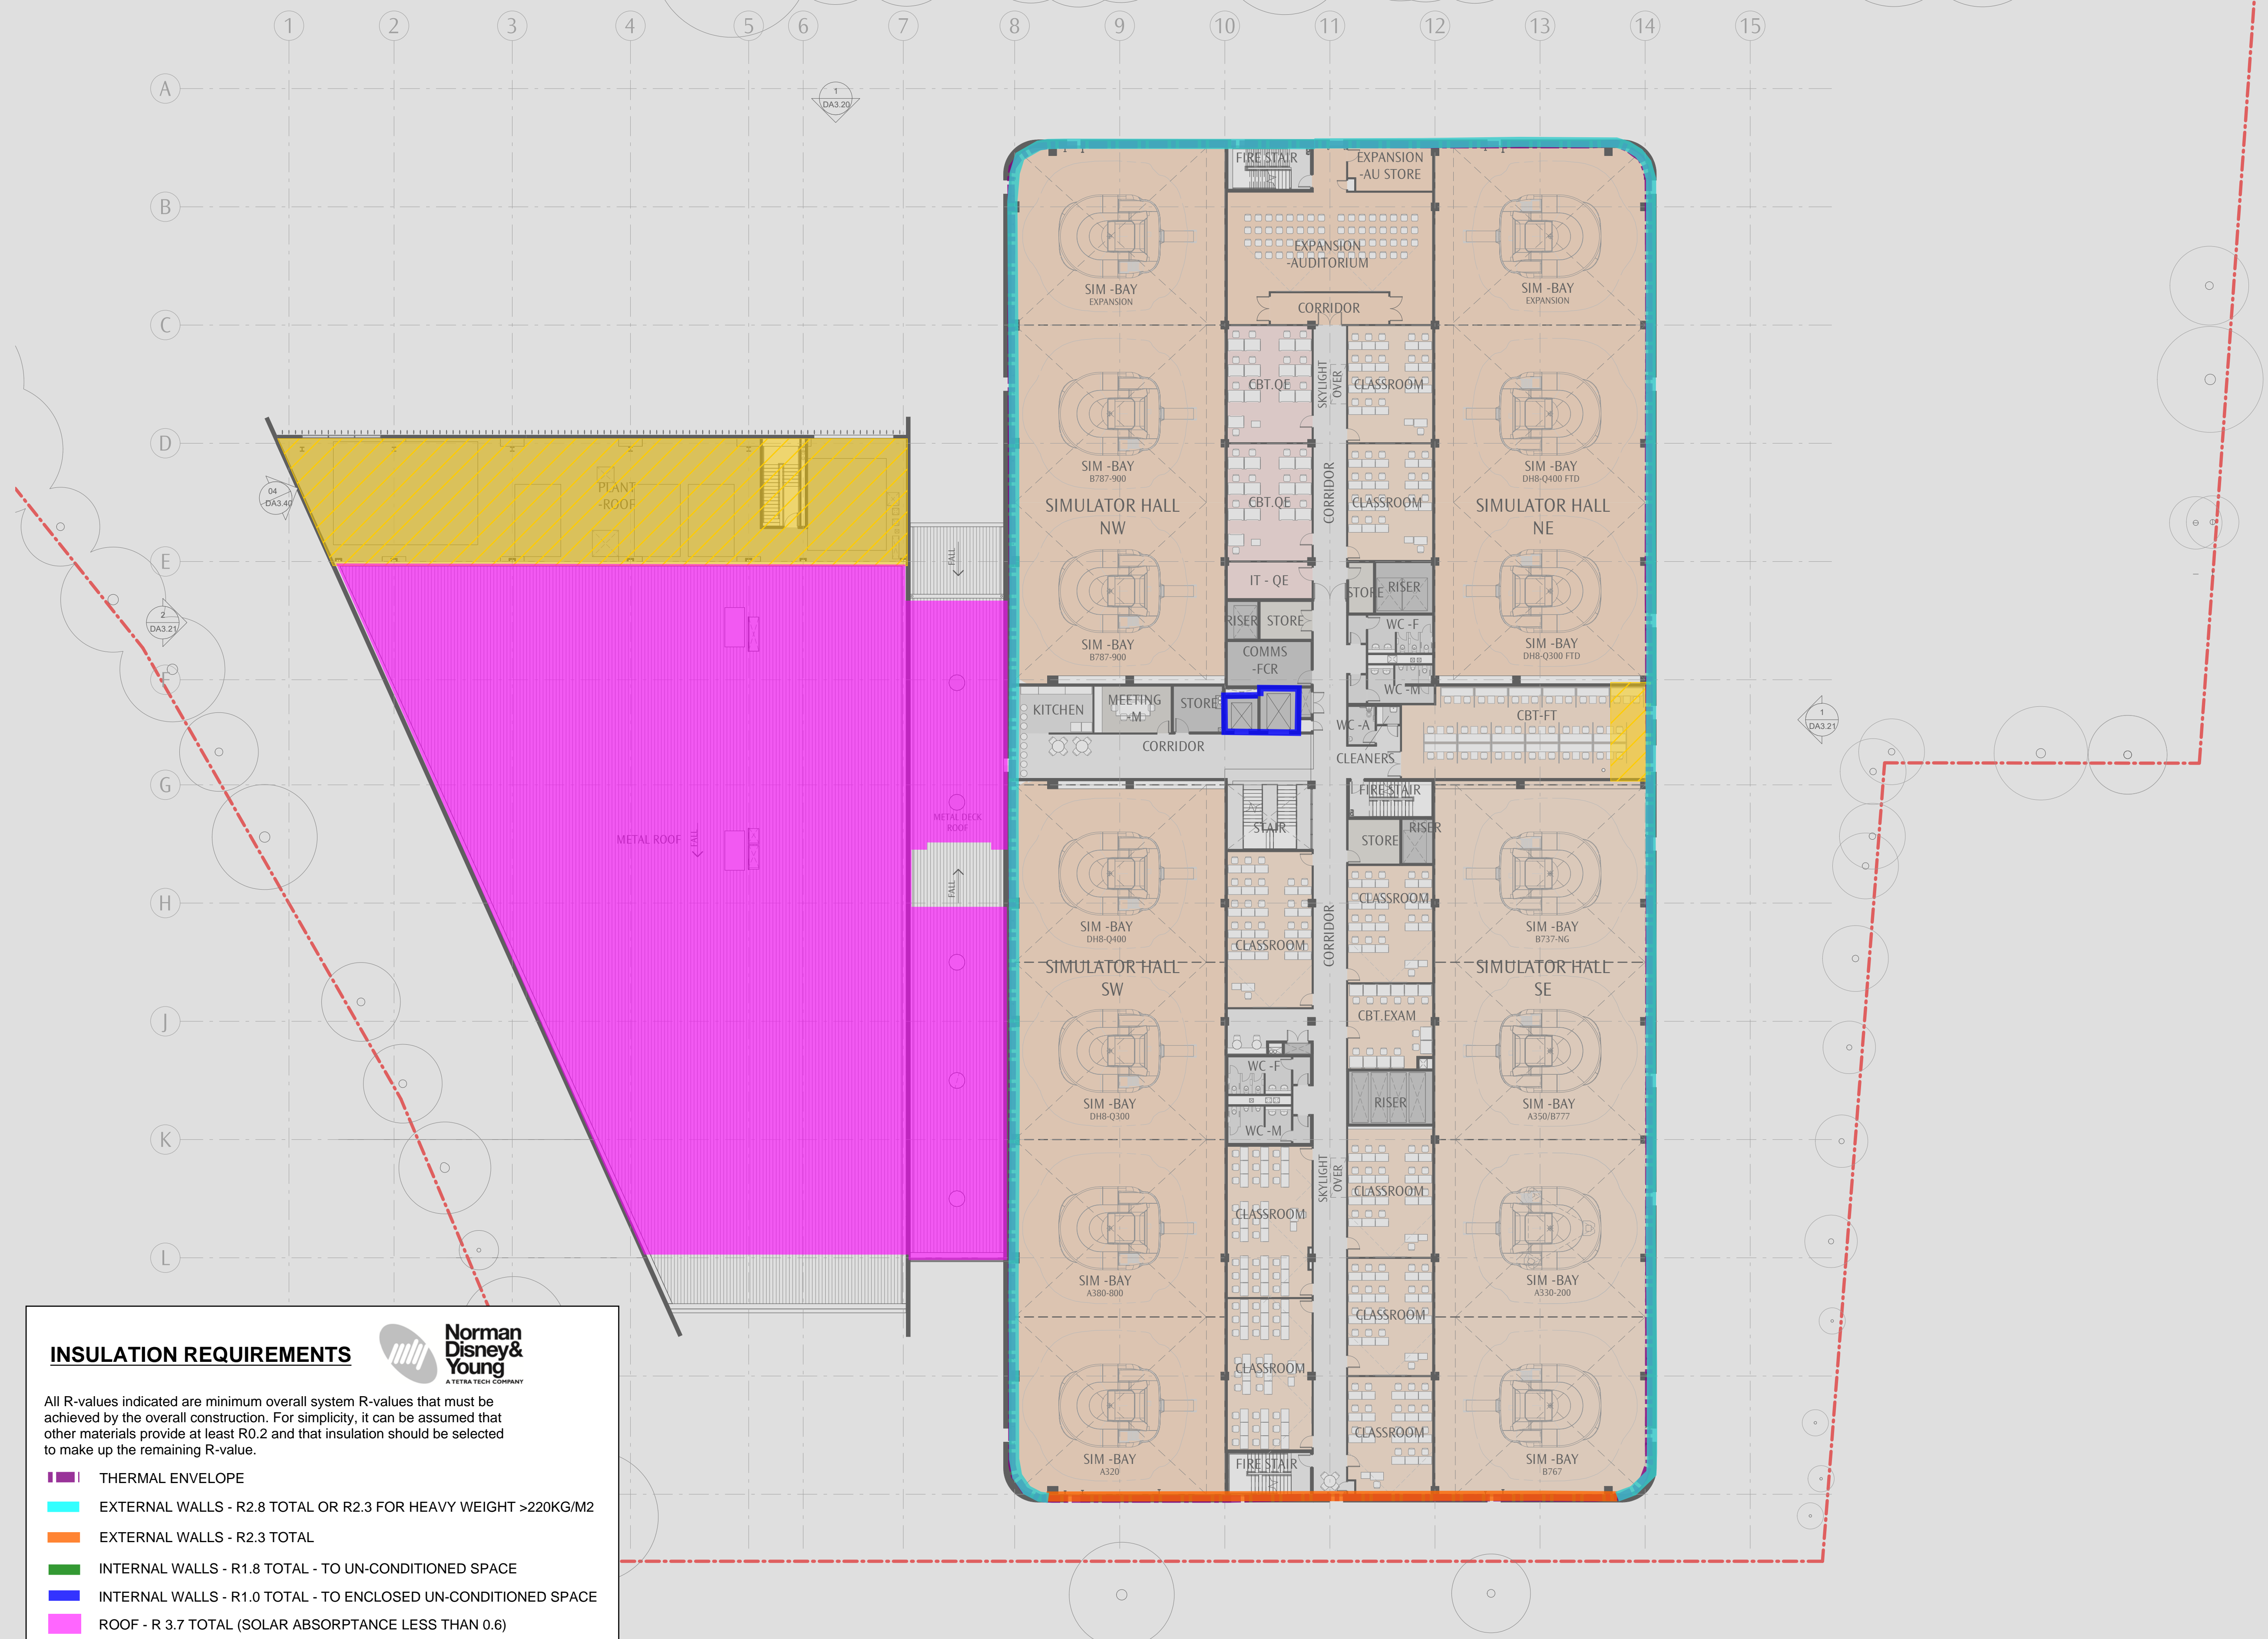 1 2 3 4 5 6 7 8 9 10 11 12 13 14 15
A
1
DA3.20
FIRE STAIR
EXPANSION
-AU STORE
B
EXPANSION
-AUDITORIUM
SIM -BAY
EXPANSION
SIM -BAY
EXPANSION
CORRIDOR
C
SKYLIGHT
OVER
CBT.QE
CLASSROOM
D
SIM -BAY
B787-900
SIM -BAY
DH8-Q400 FTD
CORRIDOR
04
DA3.40
PLANT
-ROOF
CBT.QE
CLASSROOM
SIMULATOR HALL
NW
SIMULATOR HALL
NE
FALL
E
IT - QE
STORE
RISER
2
DA3.21
RISER
STORE
WC -F
SIM -BAY
B787-900
SIM -BAY
DH8-Q300 FTD
COMMS
-FCR
F
WC -M
KITCHEN
MEETING
-M
STORE
CBT-FT
1
DA3.21
WC -A
CORRIDOR
CLEANERS
G
FIRE STAIR
METAL DECK
ROOF
STAIR
RISER
METAL ROOF
FALL
STORE
FALL
H
CLASSROOM
SIM -BAY
DH8-Q400
SIM -BAY
B737-NG
CORRIDOR
CLASSROOM
SIMULATOR HALL
SW
SIMULATOR HALL
SE
J
CBT.EXAM
WC -F
SIM -BAY
DH8-Q300
SIM -BAY
A350/B777
RISER
K
WC -M
SKYLIGHT
OVER
CLASSROOM
CLASSROOM
L
SIM -BAY
A380-800
SIM -BAY
A330-200
CLASSROOM
CLASSROOM
CLASSROOM
SIM -BAY
A320
FIRE STAIR
SIM -BAY
B767
INSULATION REQUIREMENTS
Norman
Disney&
Young
A TETRA TECH COMPANY
All R-values indicated are minimum overall system R-values that must be
achieved by the overall construction. For simplicity, it can be assumed that
other materials provide at least R0.2 and that insulation should be selected
to make up the remaining R-value.
THERMAL ENVELOPE
EXTERNAL WALLS - R2.8 TOTAL OR R2.3 FOR HEAVY WEIGHT >220KG/M2
EXTERNAL WALLS - R2.3 TOTAL
INTERNAL WALLS - R1.8 TOTAL - TO UN-CONDITIONED SPACE
INTERNAL WALLS - R1.0 TOTAL - TO ENCLOSED UN-CONDITIONED SPACE
ROOF - R 3.7 TOTAL (SOLAR ABSORPTANCE LESS THAN 0.6)